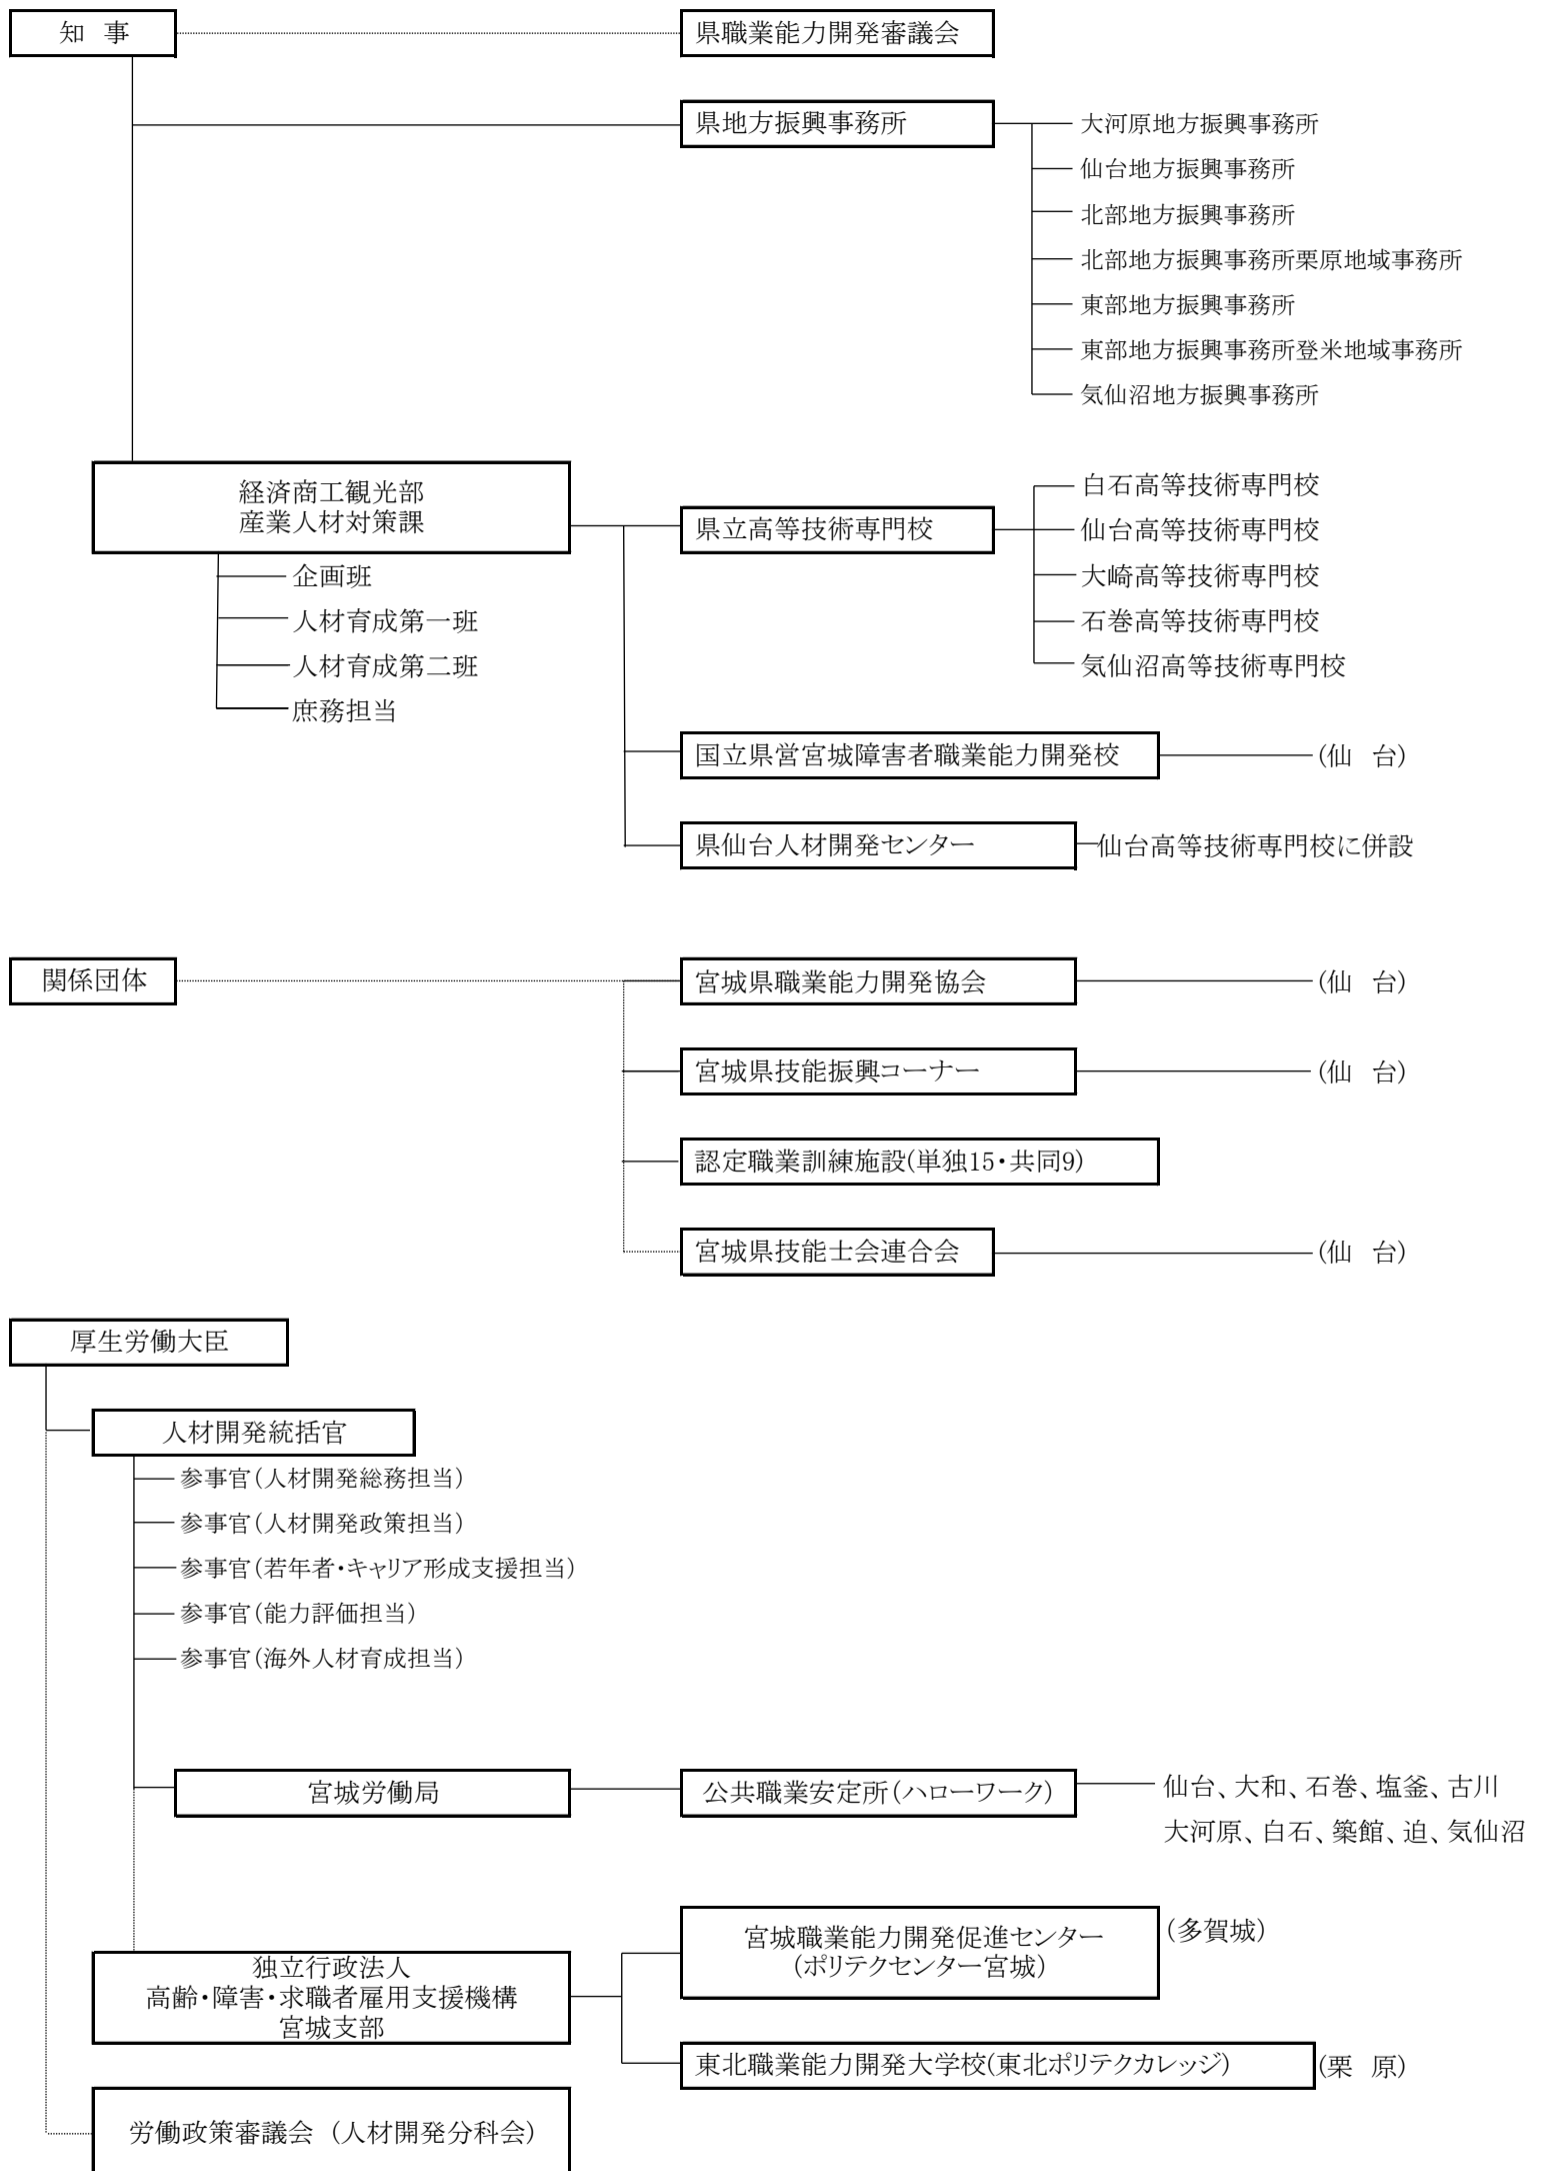 知　事
県職業能力開発審議会
県地方振興事務所
大河原地方振興事務所
仙台地方振興事務所
北部地方振興事務所
北部地方振興事務所栗原地域事務所
東部地方振興事務所
東部地方振興事務所登米地域事務所
気仙沼地方振興事務所
経済商工観光部
産業人材対策課
企画班
人材育成第一班
人材育成第二班
庶務担当
県立高等技術専門校
白石高等技術専門校
仙台高等技術専門校
大崎高等技術専門校
石巻高等技術専門校
気仙沼高等技術専門校
国立県営宮城障害者職業能力開発校
(仙　台)
県仙台人材開発センター
仙台高等技術専門校に併設
関係団体
宮城県職業能力開発協会
(仙　台)
宮城県技能振興コーナー
(仙　台)
認定職業訓練施設(単独15・共同9)
宮城県技能士会連合会
(仙　台)
厚生労働大臣
人材開発統括官
参事官(人材開発総務担当)
参事官(人材開発政策担当)
参事官(若年者・キャリア形成支援担当)
参事官(能力評価担当)
参事官(海外人材育成担当)
宮城労働局
公共職業安定所(ハローワーク)
仙台、大和、石巻、塩釜、古川
大河原、白石、築館、迫、気仙沼
独立行政法人
高齢・障害・求職者雇用支援機構
宮城支部
宮城職業能力開発促進センター
(ポリテクセンター宮城)
(多賀城)
東北職業能力開発大学校(東北ポリテクカレッジ)
(栗　原)
労働政策審議会 (人材開発分科会)